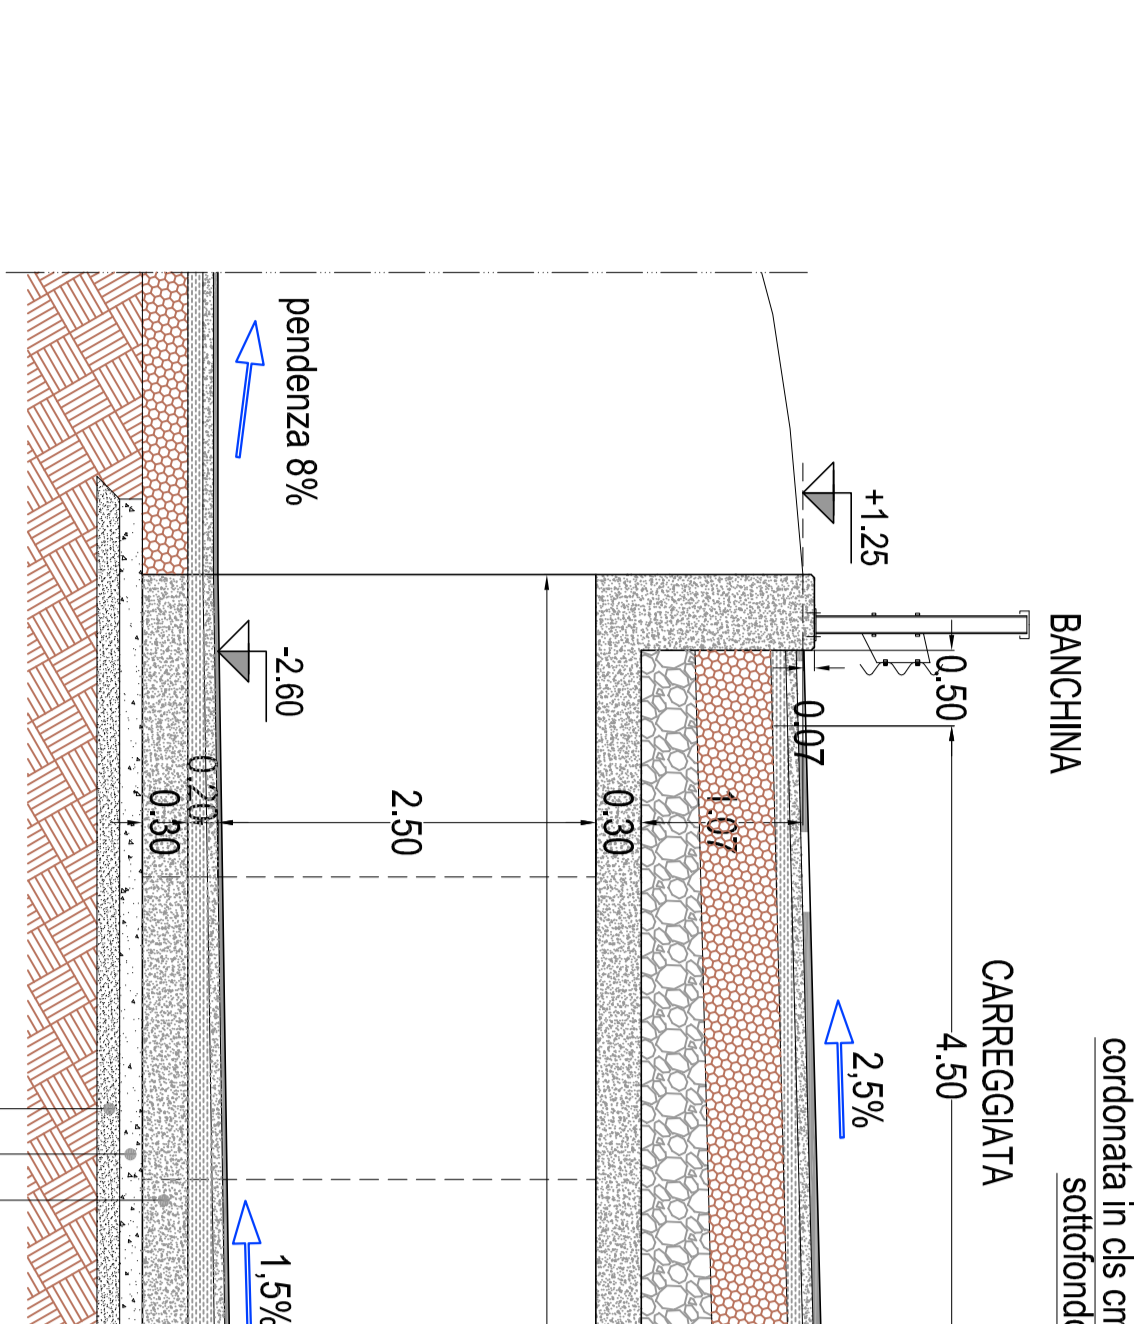 cordonata in cls cm
sottofondo
BANCHINA
CARREGGIATA
0.50
4.50
+1.25
2,5%
0.07
1.07
0.30
2.50
pendenza 8%
-2.60
1,5%
0.20
0.30